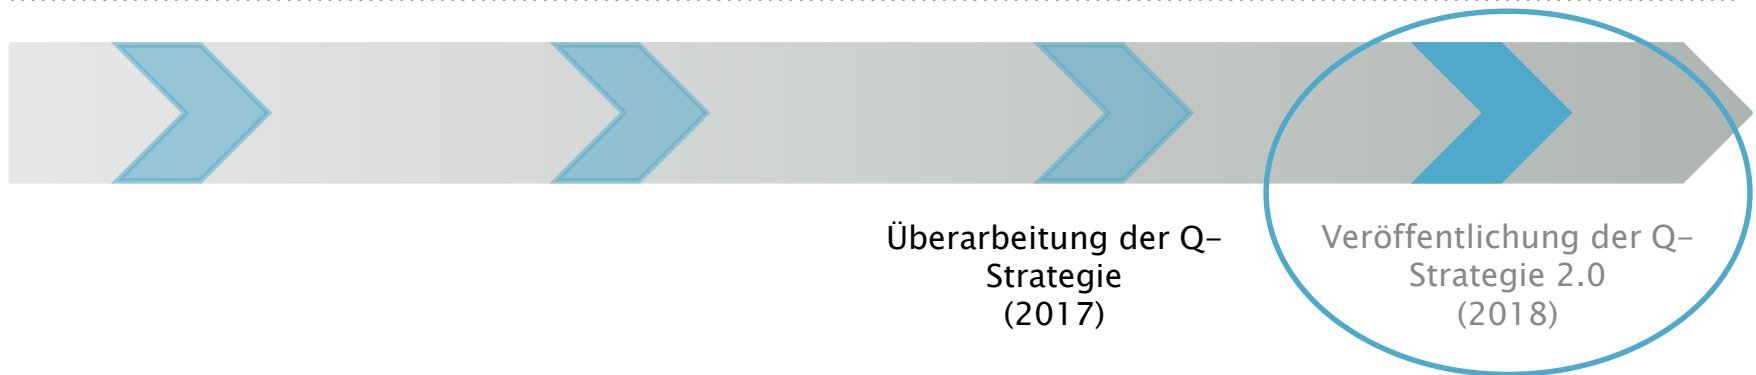 Überarbeitung der Q-
Strategie
(2017)
Veröffentlichung der Q-
Strategie 2.0
(2018)